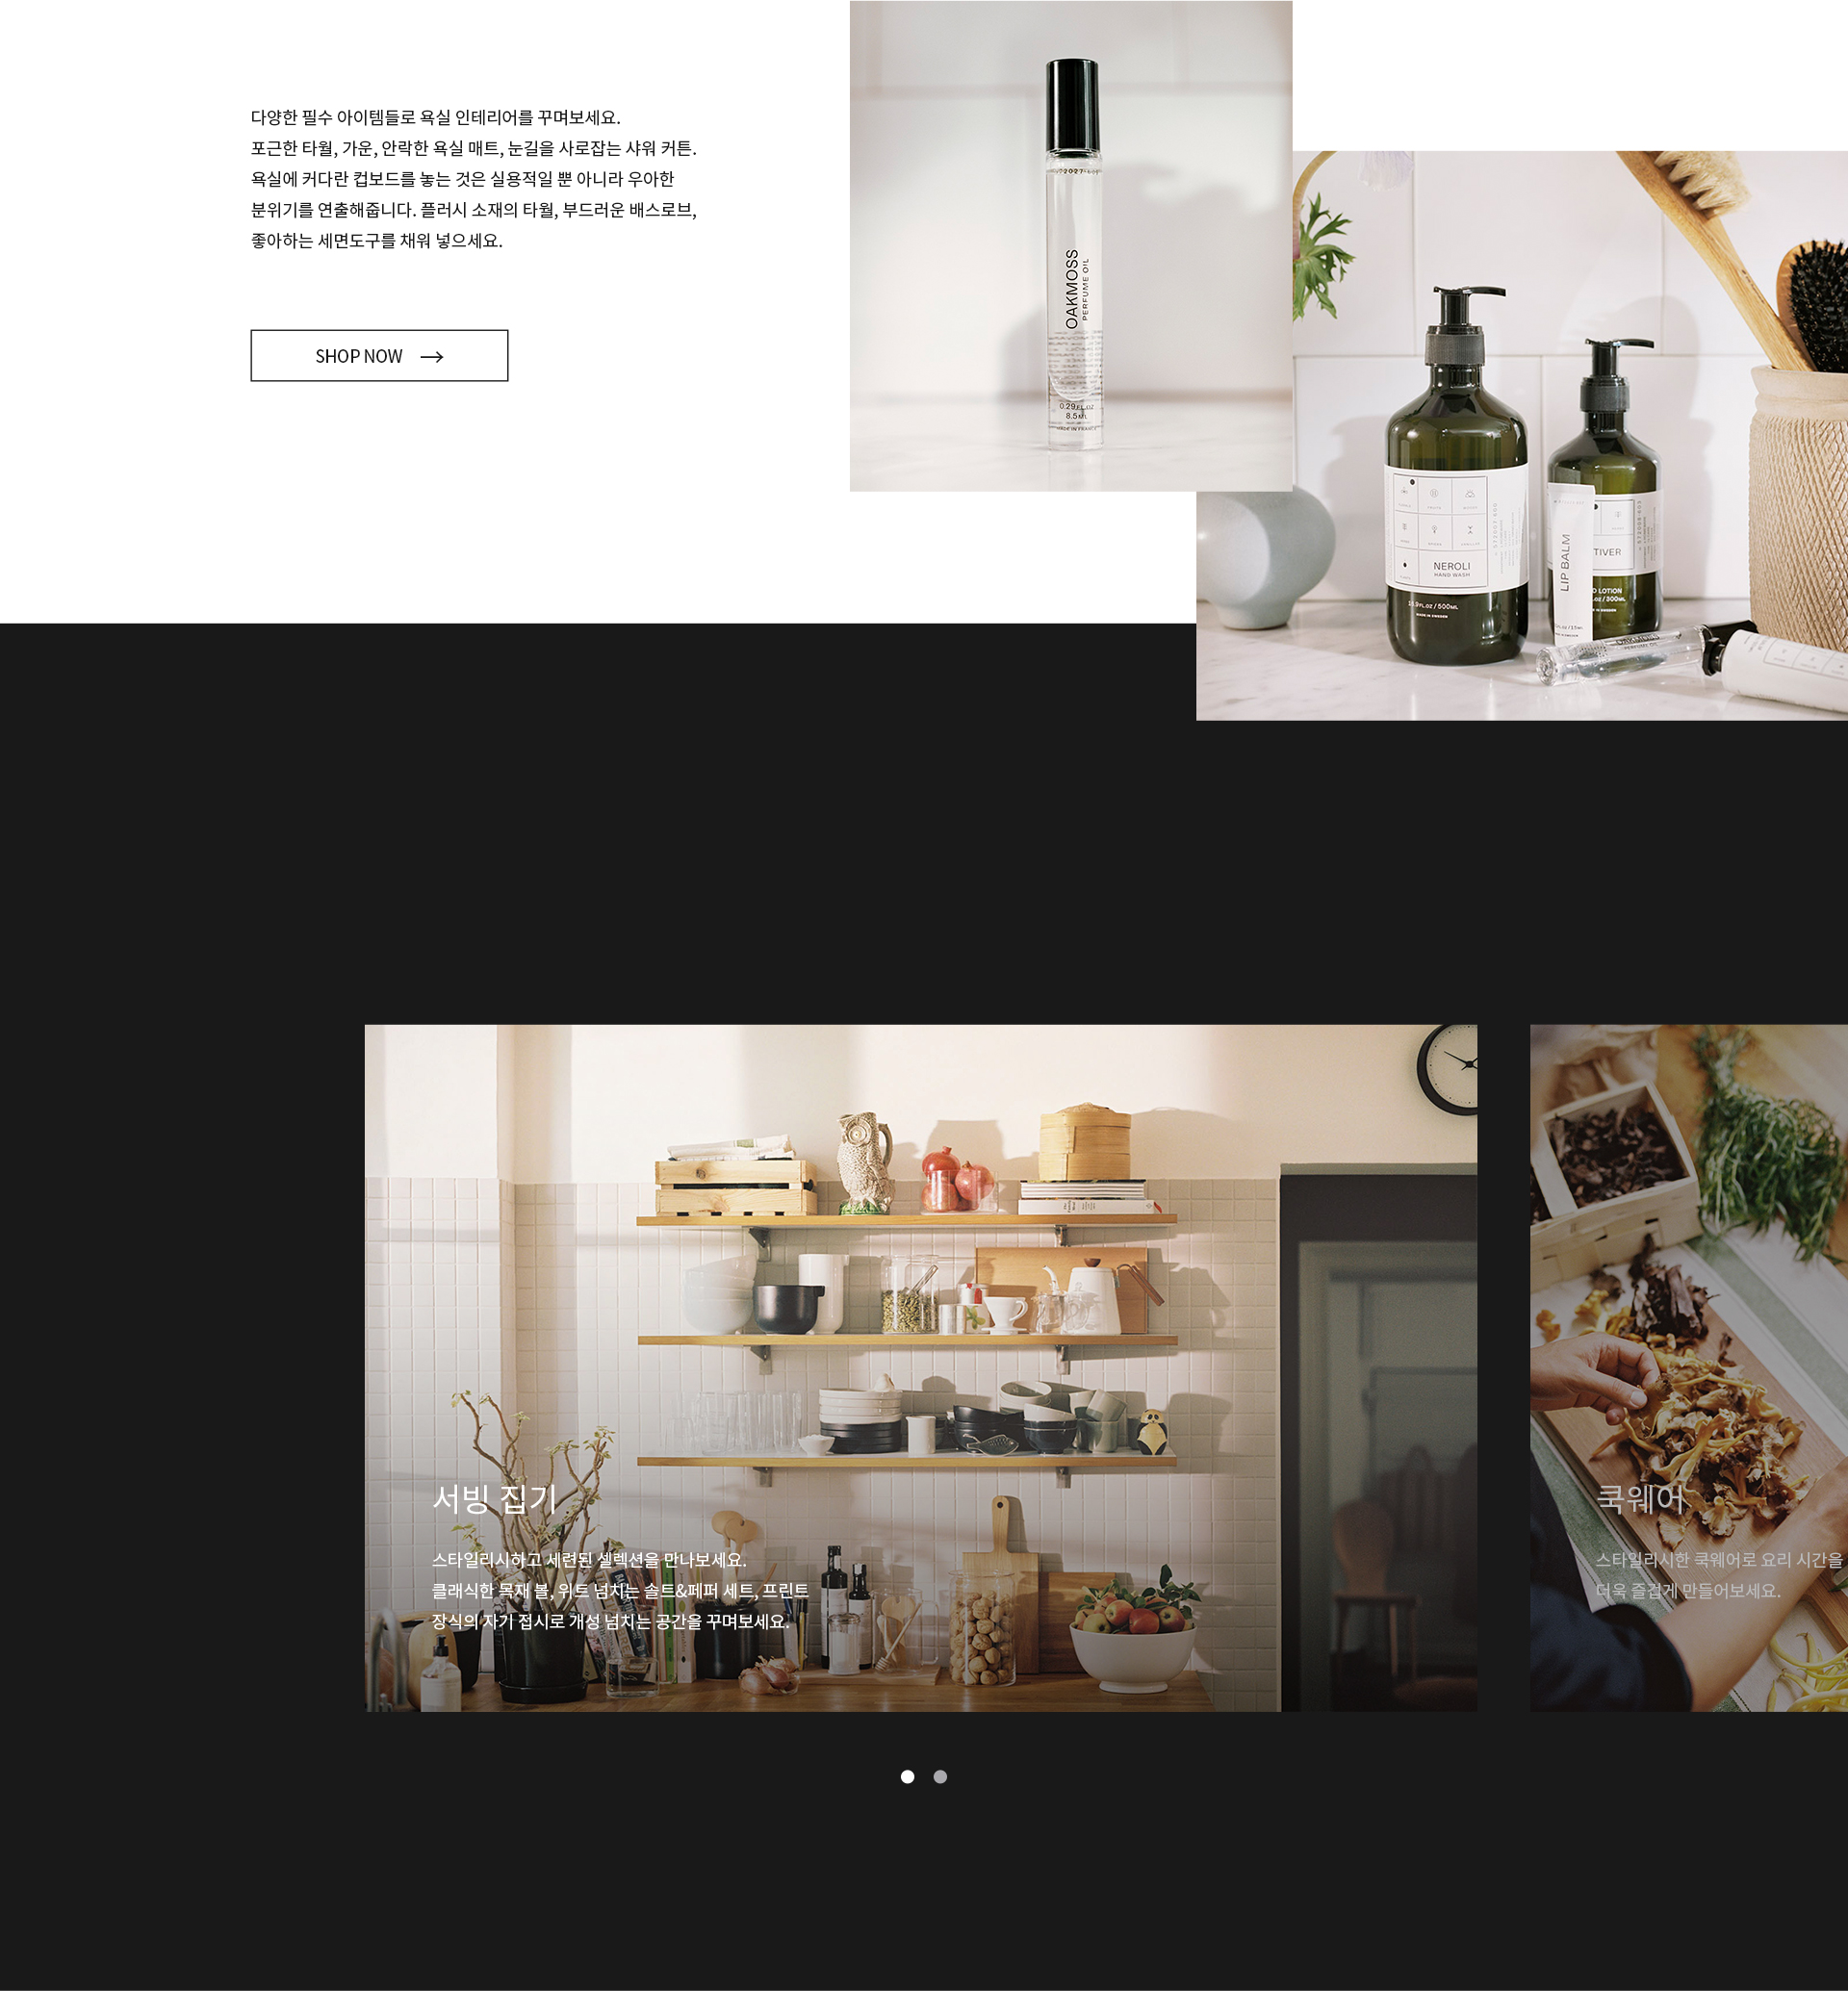 다양한 필수 아이템들로 욕실 인테리어를 꾸며보세요.
포근한 타월, 가운, 안락한 욕실 매트, 눈길을 사로잡는 샤워 커튼.
욕실에 커다란 컵보드를 놓는 것은 실용적일 뿐 아니라 우아한
분위기를 연출해줍니다. 플러시 소재의 타월, 부드러운 배스로브,
좋아하는 세면도구를 채워 넣으세요.
SHOP NOW
OAKMOSS
PERFUME OIL
0.29 FL.OZ
8.5 ML
MADE IN FRANCE
NEROLI
HAND WASH
16.9 FL.OZ / 500ML
MADE IN SWEDEN
LIP BALM
TIVER
LOTION
서빙 집기
스타일리시하고 세련된 셀렉션을 만나보세요.
클래식한 목재 볼, 위트 넘치는 솔트&페퍼 세트, 프린트
장식의 자기 접시로 개성 넘치는 공간을 꾸며보세요.
쿡웨어
스타일리시한 쿡웨어로 요리 시간을
더욱 즐겁게 만들어보세요.